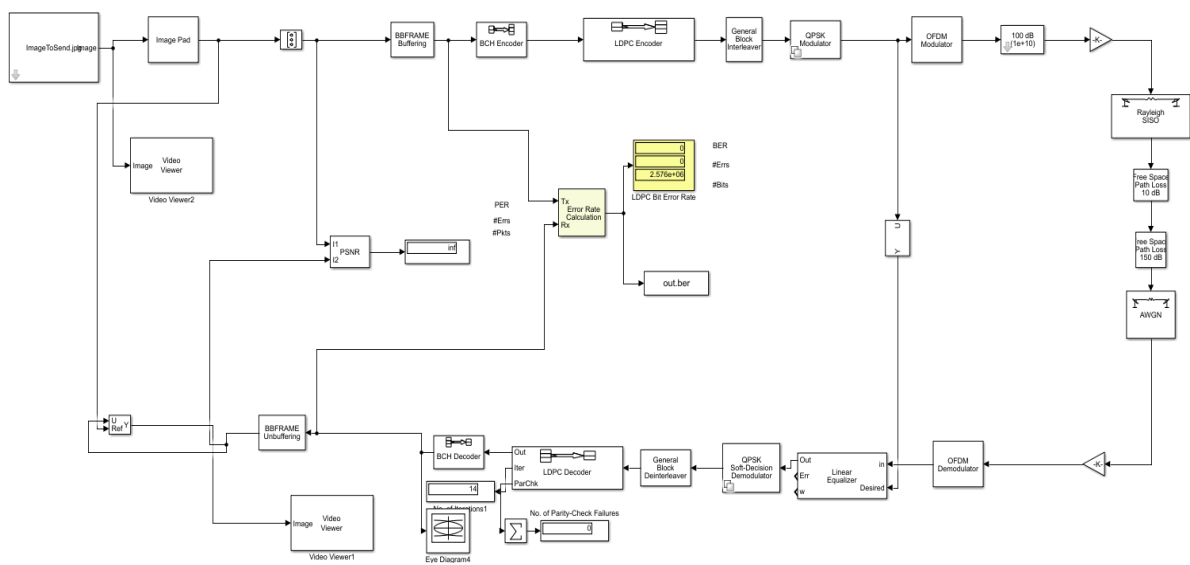 ImageToSend.jpg
Image
Image Pad
BBFRAME
Buffering
BCH Encoder
LDPC Encoder
General
Block
Interleaver
QPSK
Modulator
OFDM
Modulator
100 dB
(1e+10)
-K-
Rayleigh
SISO
Free Space
Path Loss
10 dB
Free Space
Path Loss
150 dB
AWGN
-K-
Image
Video
Viewer
Video Viewer2
0
0
2.576e+06
LDPC Bit Error Rate
BER
#Errs
#Bits
PER
#Errs
#Pkts
Tx
Rx
Error Rate
Calculation
I1
I2
PSNR
inf
out.ber
U
Y
U
Ref
Y
BBFRAME
Unbuffering
BCH Decoder
Out
Iter
ParChk
LDPC Decoder
General
Block
Deinterleaver
QPSK
Soft-Decision
Demodulator
Out
Err
w
Linear
Equalizer
in
Desired
OFDM
Demodulator
14
No. of Iterations1
No. of Parity-Check Failures
0
Eye Diagram4
Image
Video
Viewer
Video Viewer1